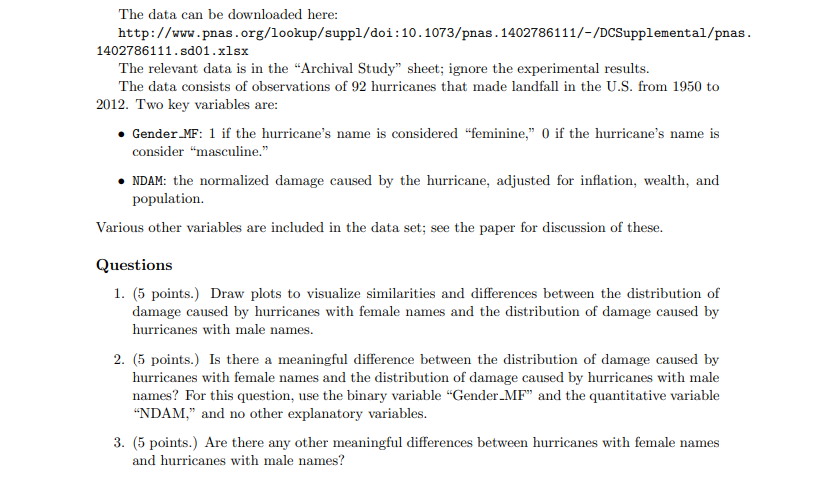 The data can be downloaded here:
http://www.pnas.org/lookup/suppl/doi:10.1073/pnas.1402786111/-/DCSupplemental/pnas.
1402786111.sd01.xlsx
The relevant data is in the “Archival Study” sheet; ignore the experimental results.
The data consists of observations of 92 hurricanes that made landfall in the U.S. from 1950 to
2012. Two key variables are:
• Gender_MF: 1 if the hurricane’s name is considered “feminine,” 0 if the hurricane’s name is
consider “masculine.”
• NDAM: the normalized damage caused by the hurricane, adjusted for inflation, wealth, and
population.
Various other variables are included in the data set; see the paper for discussion of these.
Questions
1. (5 points.) Draw plots to visualize similarities and differences between the distribution of
damage caused by hurricanes with female names and the distribution of damage caused by
hurricanes with male names.
2. (5 points.) Is there a meaningful difference between the distribution of damage caused by
hurricanes with female names and the distribution of damage caused by hurricanes with male
names? For this question, use the binary variable “Gender_MF” and the quantitative variable
“NDAM,” and no other explanatory variables.
3. (5 points.) Are there any other meaningful differences between hurricanes with female names
and hurricanes with male names?